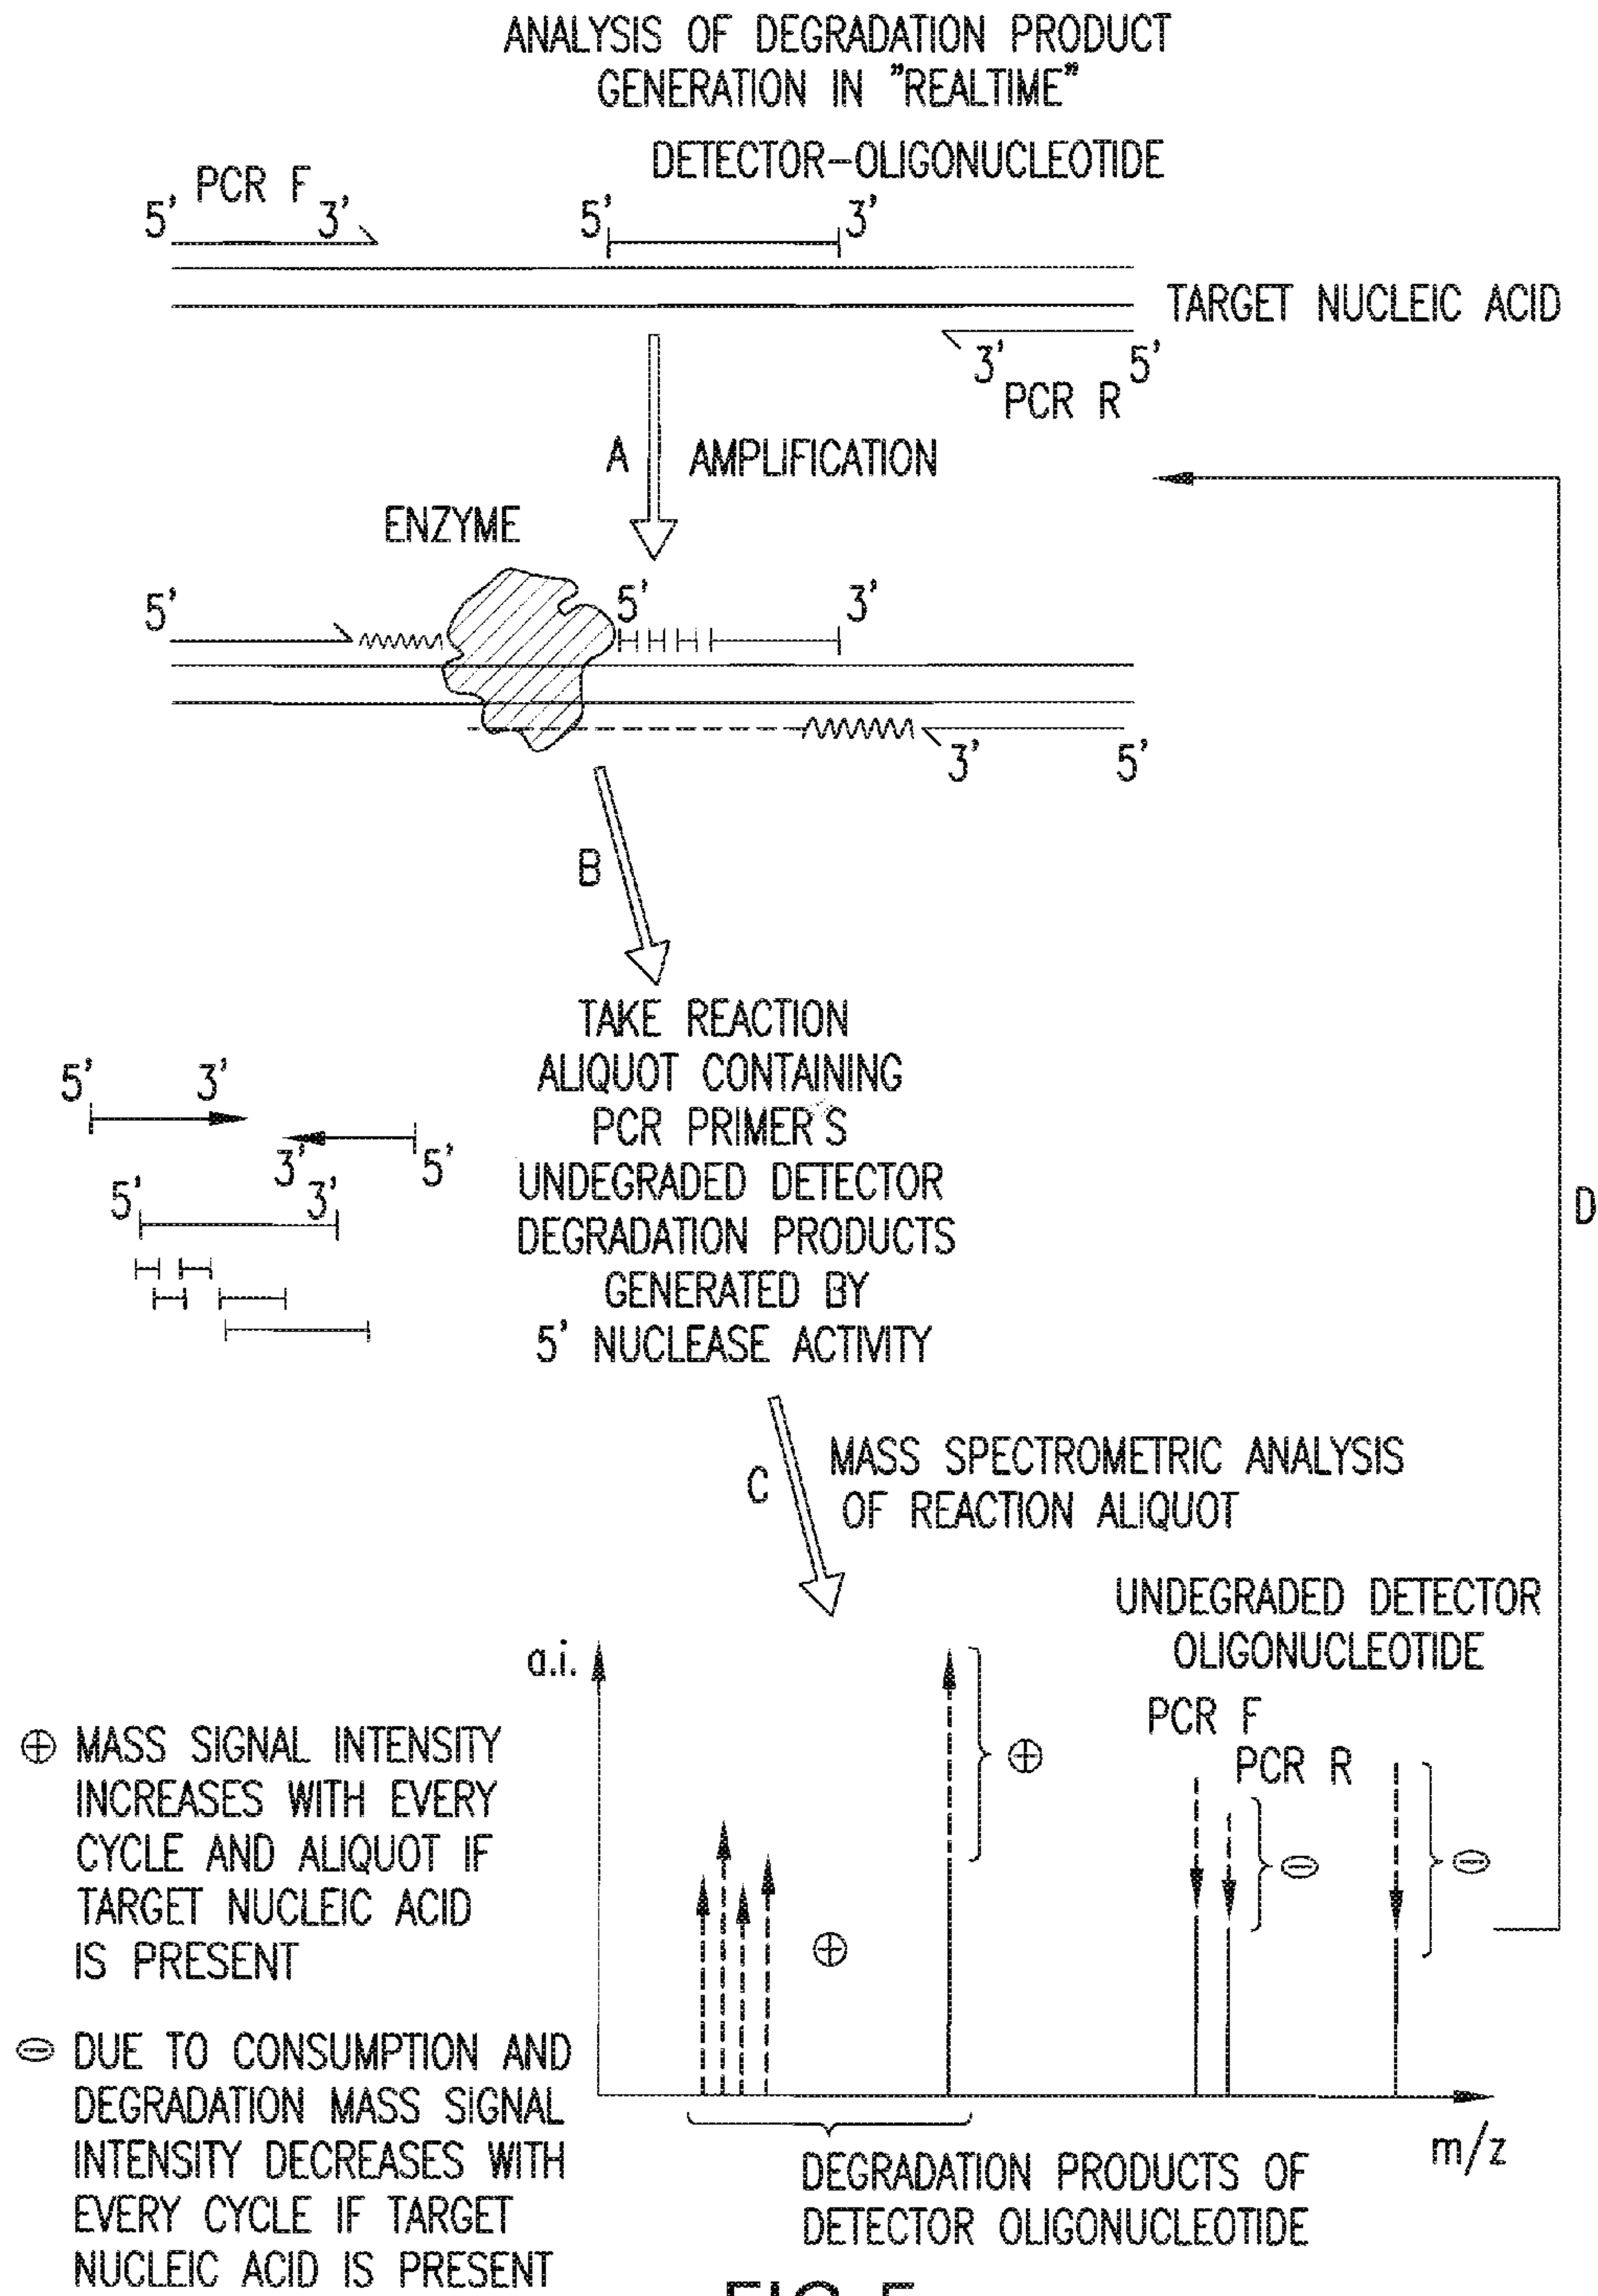 ANALYSIS OF DEGRADATION PRODUCT
GENERATION IN "REALTIME"
DETECTOR-OLIGONUCLEOTIDE
PCR F
5' 3' 5' 3'
TARGET NUCLEIC ACID
3' 5'
PCR R
A AMPLIFICATION
ENZYME
5' 5' 3'
3' 5'
B
TAKE REACTION
ALIQUOT CONTAINING
PCR PRIMER'S
UNDEGRADED DETECTOR
DEGRADATION PRODUCTS
GENERATED BY
5' NUCLEASE ACTIVITY
5' 3'
3' 5'
5' 3'
D
C MASS SPECTROMETRIC ANALYSIS
OF REACTION ALIQUOT
UNDEGRADED DETECTOR
OLIGONUCLEOTIDE
PCR F
PCR R
a.i.
⊕
⊖
⊖
⊕
m/z
DEGRADATION PRODUCTS OF
DETECTOR OLIGONUCLEOTIDE
⊕ MASS SIGNAL INTENSITY
INCREASES WITH EVERY
CYCLE AND ALIQUOT IF
TARGET NUCLEIC ACID
IS PRESENT
⊖ DUE TO CONSUMPTION AND
DEGRADATION MASS SIGNAL
INTENSITY DECREASES WITH
EVERY CYCLE IF TARGET
NUCLEIC ACID IS PRESENT